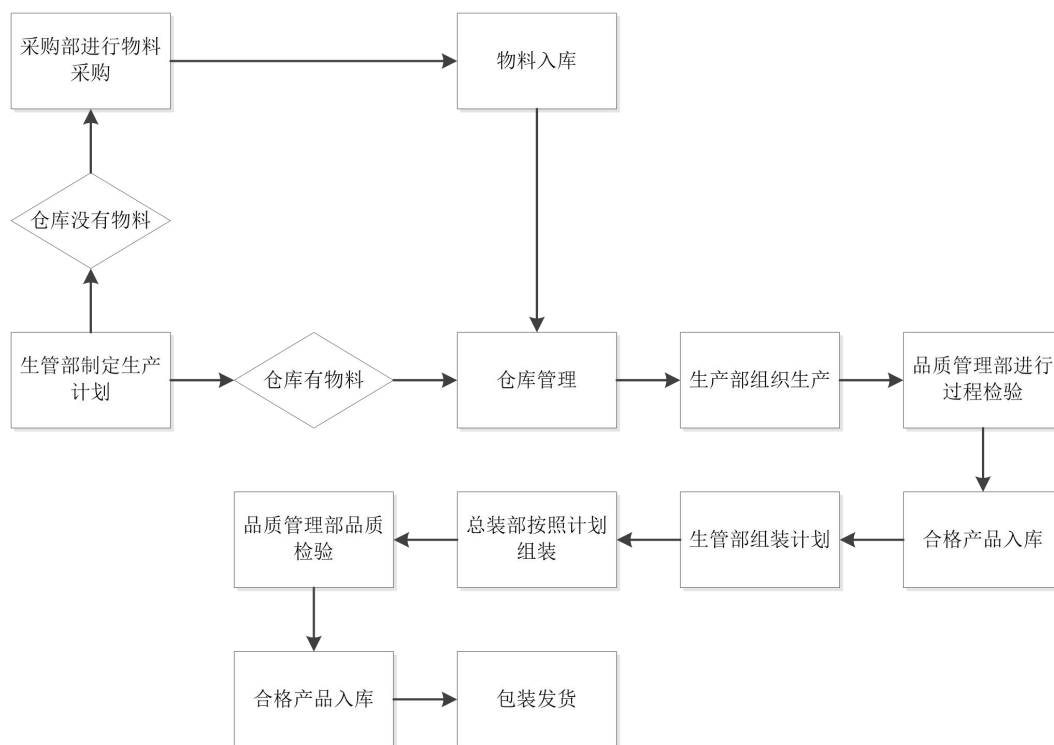 采购部进行物料
采购
物料入库
仓库没有物料
生管部制定生产
计划
仓库有物料
仓库管理
生产部组织生产
品质管理部进行
过程检验
品质管理部品质
检验
总装部按照计划
组装
生管部组装计划
合格产品入库
合格产品入库
包装发货